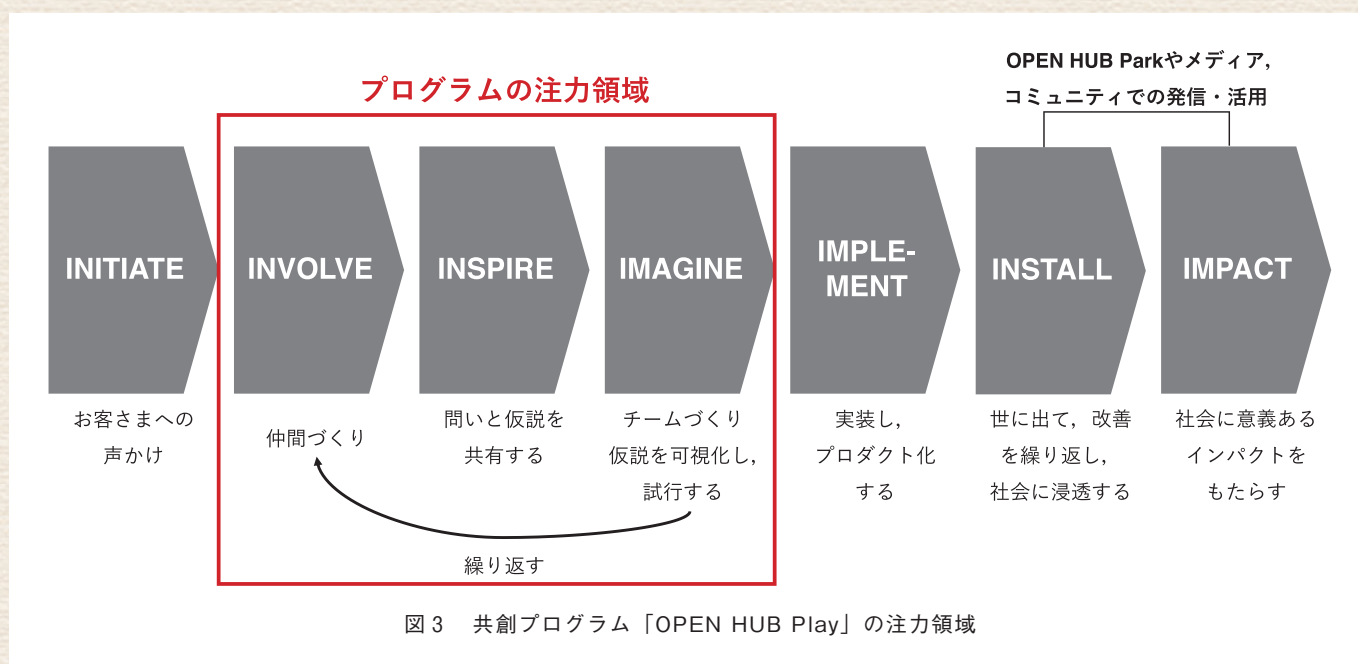 OPEN HUB Parkやメディア,
コミュニティでの発信・活用
プログラムの注力領域
INITIATE
INVOLVE
INSPIRE
IMAGINE
IMPLE-
MENT
INSTALL
IMPACT
お客さまへの
声かけ
仲間づくり
問いと仮説を
共有する
チームづくり
仮説を可視化し,
試行する
実装し,
プロダクト化
する
世に出て，改善
を繰り返し,
社会に浸透する
社会に意義ある
インパクトを
もたらす
繰り返す
図3　共創プログラム「OPEN HUB Play」の注力領域